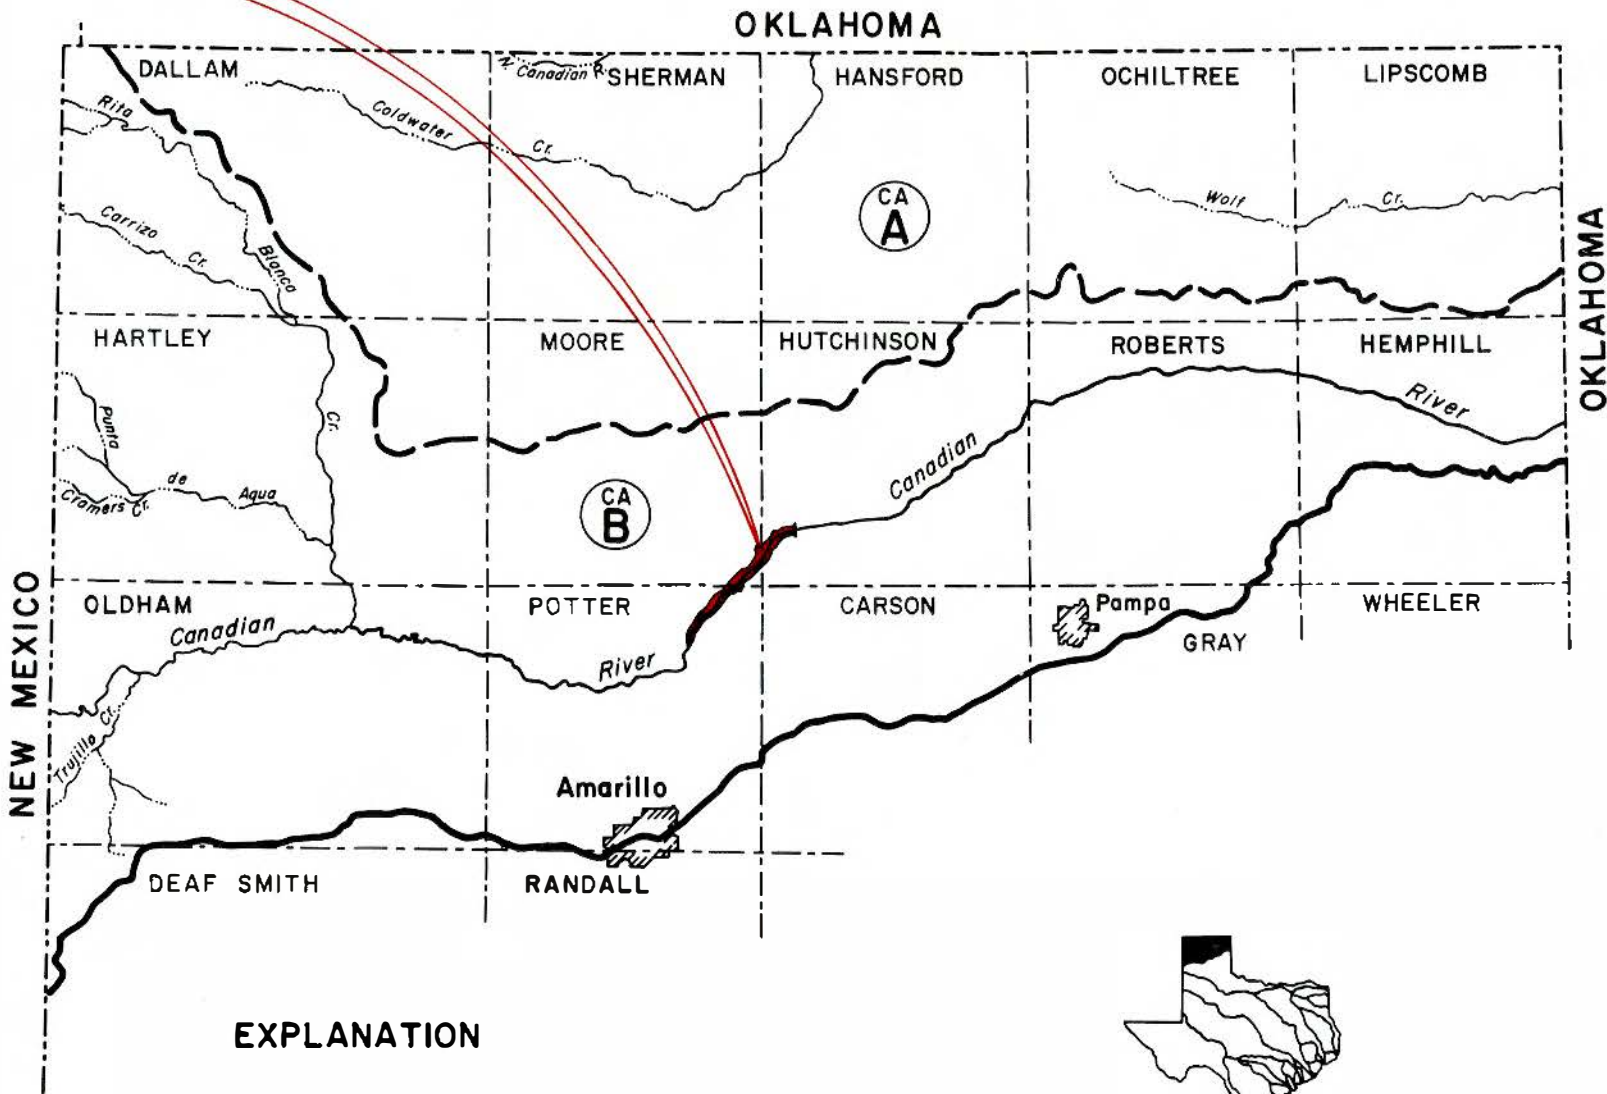 OKLAHOMA
DALLAM
N. Canadian R.
SHERMAN
HANSFORD
OCHILTREE
LIPSCOMB
Rita
Coldwater
Cr.
CA
A
Wolf
Cr.
Carrizo
Cr.
Blanca
OKLAHOMA
HARTLEY
MOORE
HUTCHINSON
ROBERTS
HEMPHILL
Punta
Cr.
River
Canadian
de
Aqua
Cramers Cr.
CA
B
NEW MEXICO
OLDHAM
POTTER
CARSON
Pampa
WHEELER
Canadian
River
GRAY
Trujillo
Cr.
Amarillo
DEAF SMITH
RANDALL
EXPLANATION